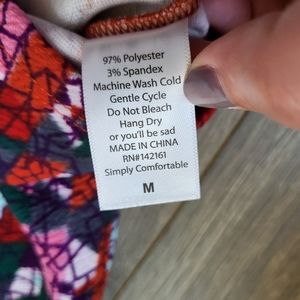 97% Polyester
3% Spandex
Machine Wash Cold
Gentle Cycle
Do Not Bleach
Hang Dry
or you'll be sad
MADE IN CHINA
RN#142161
Simply Comfortable
M